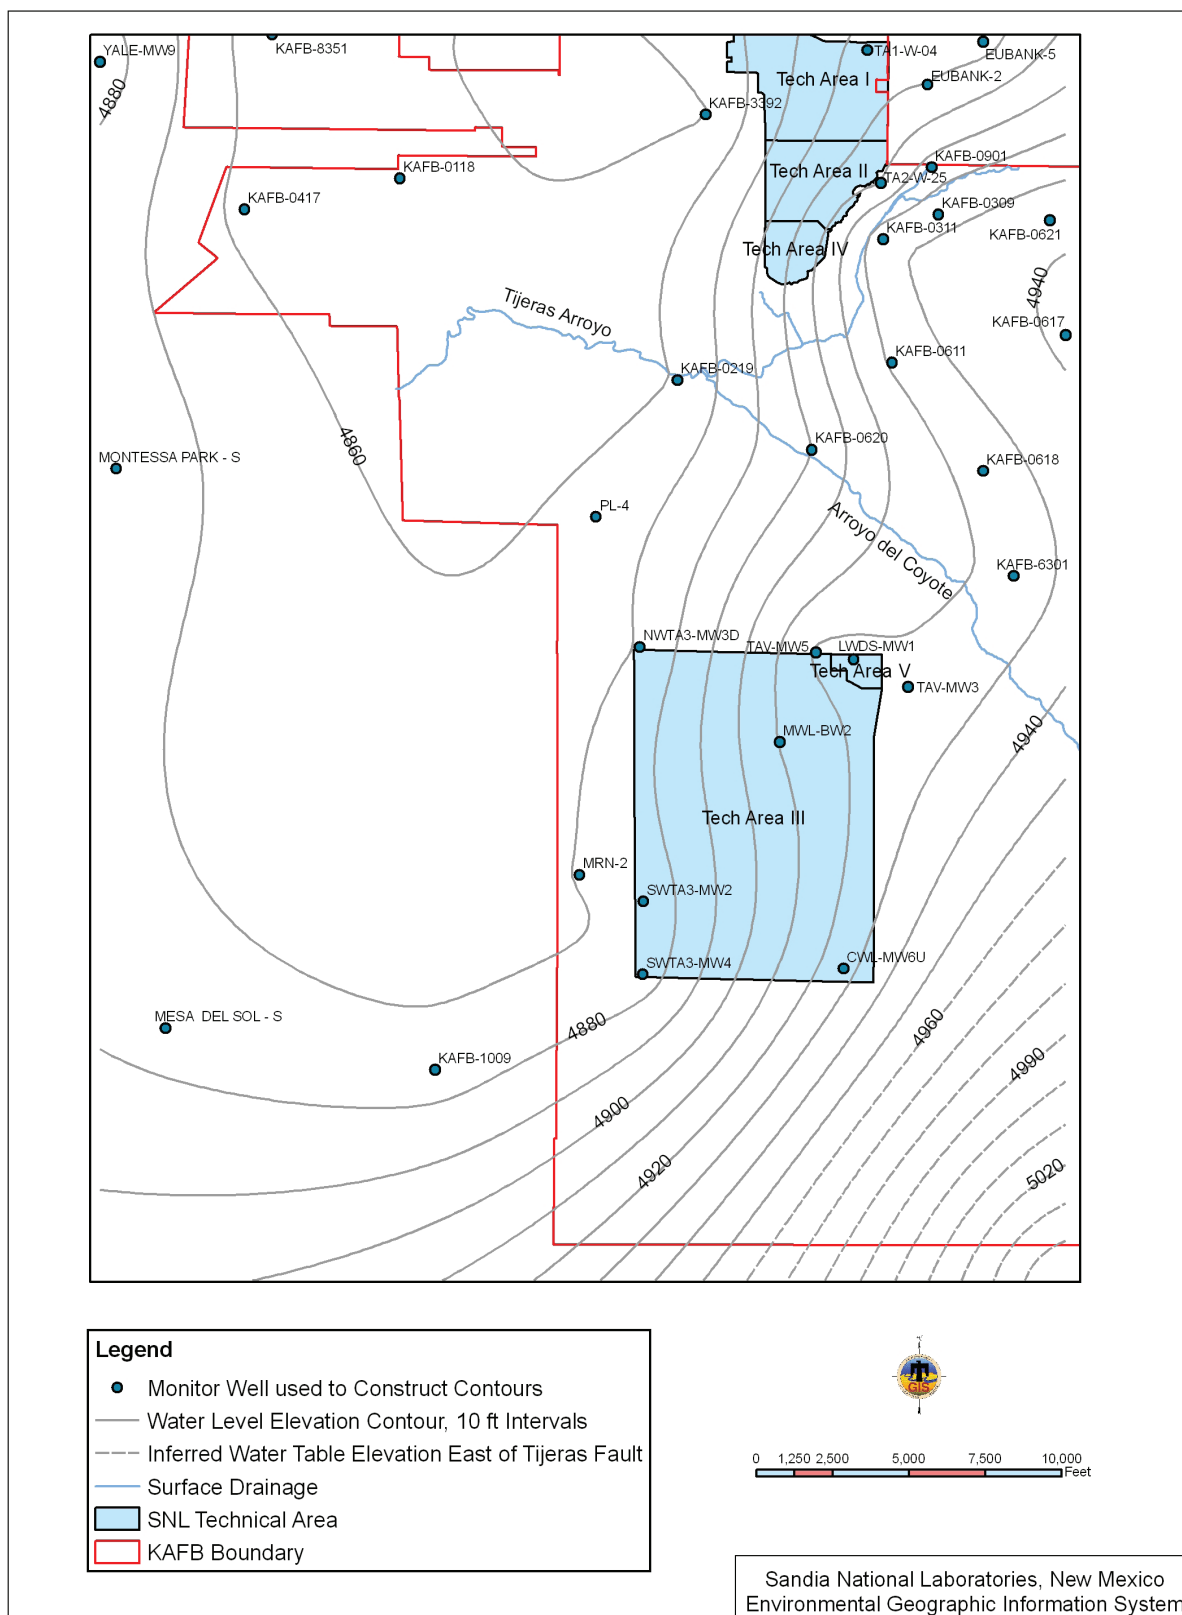 YALE-MW9
KAFB-8351
TA1-W-04
EUBANK-5
4880
Tech Area I
EUBANK-2
KAFB-3392
KAFB-0118
Tech Area II
KAFB-0901
TA2-W-25
KAFB-0417
KAFB-0309
KAFB-0311
KAFB-0621
Tech Area IV
4940
Tijeras Arroyo
KAFB-0617
KAFB-0611
KAFB-0219
4860
KAFB-0620
MONTESSA PARK - S
KAFB-0618
PL-4
Arroyo del Coyote
KAFB-6301
NWTA3-MW3D
TAV-MW5
LWDS-MW1
Tech Area V
TAV-MW3
MWL-BW2
4940
Tech Area III
MRN-2
SWTA3-MW2
SWTA3-MW4
CWL-MW6U
MESA DEL SOL - S
4880
4960
KAFB-1009
4990
4900
4920
5020
Legend
Monitor Well used to Construct Contours
Water Level Elevation Contour, 10 ft Intervals
Inferred Water Table Elevation East of Tijeras Fault
Surface Drainage
SNL Technical Area
KAFB Boundary
GIS
0 1,250 2,500 5,000 7,500 10,000
Feet
Sandia National Laboratories, New Mexico
Environmental Geographic Information System